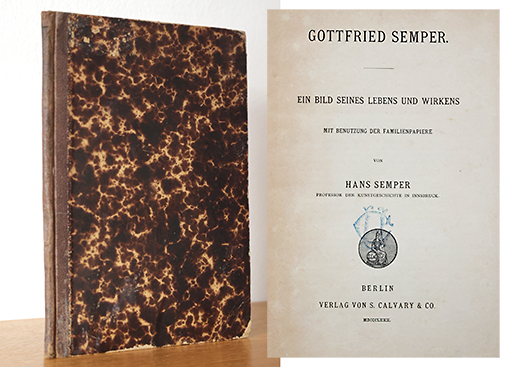 GOTTFRIED SEMPER.
EIN BILD SEINES LEBENS UND WIRKENS
MIT BENUTZUNG DER FAMILIENPAPIERE
VON
HANS SEMPER
PROFESSOR DER KUNSTGESCHICHTE IN INNSBRUCK.
BERLIN
VERLAG VON S. CALVARY & CO.
MDCCCLXXX.